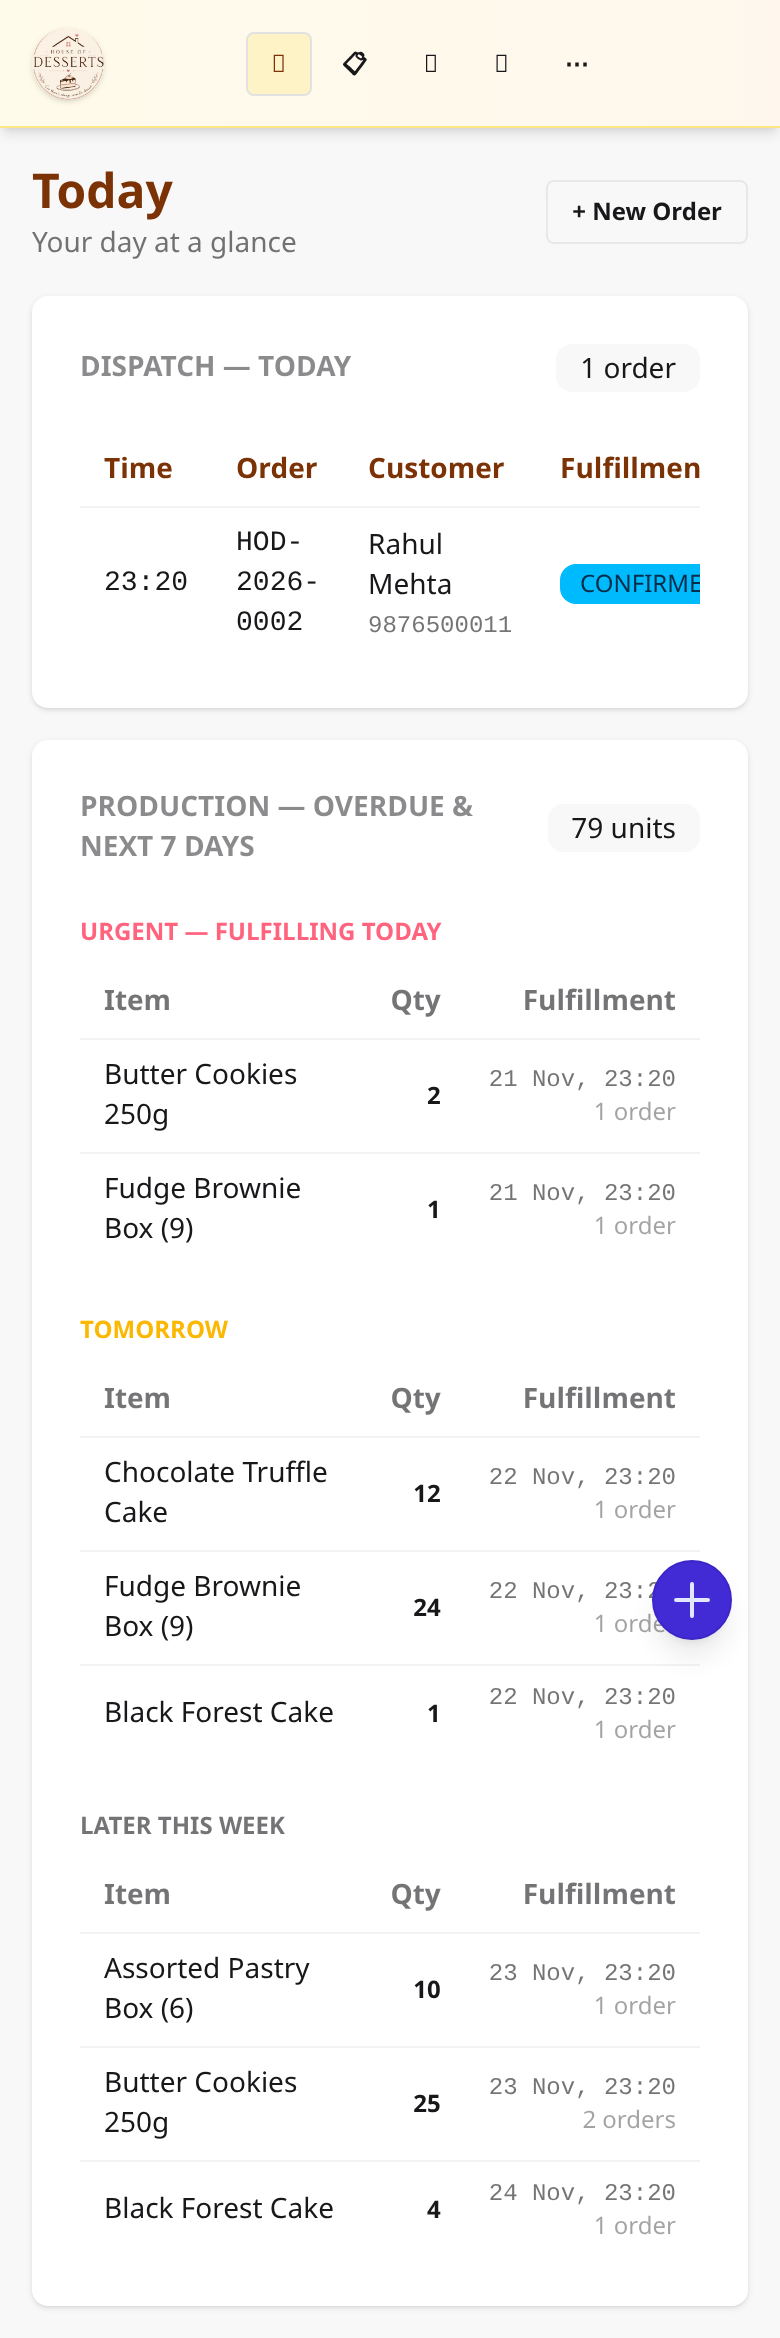 HOUSE OF
DESSERTS
...
Today
Your day at a glance
+ New Order
DISPATCH — TODAY
1 order
Time Order Customer Fulfillmen
23:20 HOD-2026-0002 Rahul Mehta CONFIRME
9876500011
PRODUCTION — OVERDUE &
NEXT 7 DAYS
79 units
URGENT — FULFILLING TODAY
Item Qty Fulfillment
Butter Cookies 250g 2 21 Nov, 23:20
1 order
Fudge Brownie Box (9) 1 21 Nov, 23:20
1 order
TOMORROW
Item Qty Fulfillment
Chocolate Truffle Cake 12 22 Nov, 23:20
1 order
Fudge Brownie Box (9) 24 22 Nov, 23:2
1 orde
Black Forest Cake 1 22 Nov, 23:20
1 order
LATER THIS WEEK
Item Qty Fulfillment
Assorted Pastry Box (6) 10 23 Nov, 23:20
1 order
Butter Cookies 250g 25 23 Nov, 23:20
2 orders
Black Forest Cake 4 24 Nov, 23:20
1 order